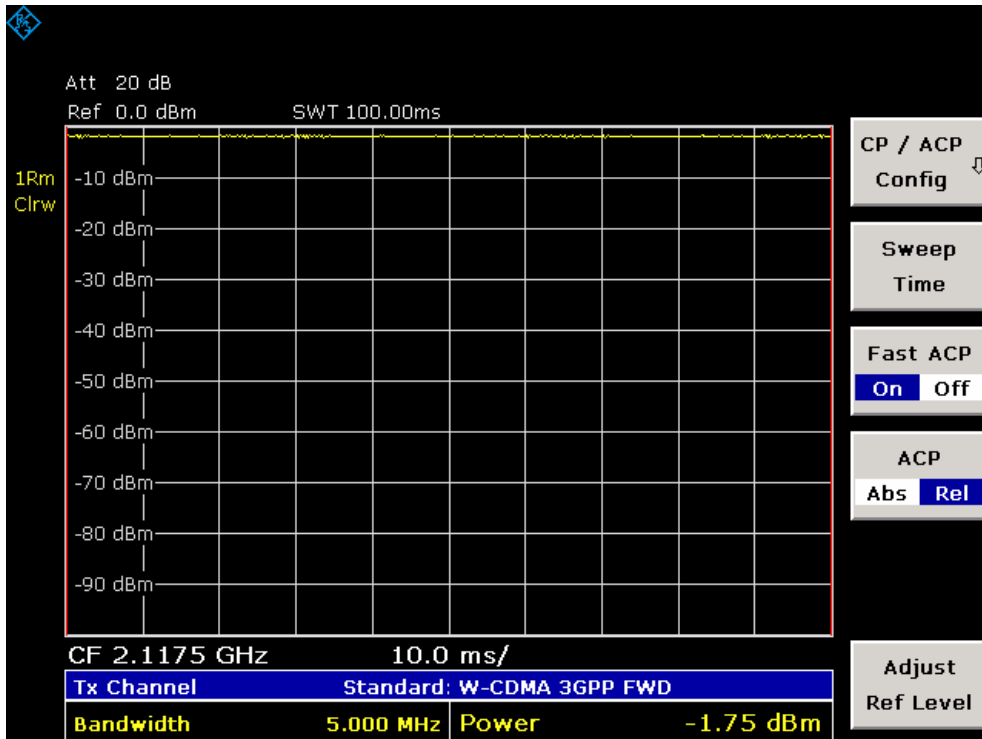 Att 20 dB
Ref 0.0 dBm SWT 100.00ms
1Rm
Clrw
-10 dBm
-20 dBm
-30 dBm
-40 dBm
-50 dBm
-60 dBm
-70 dBm
-80 dBm
-90 dBm
CF 2.1175 GHz 10.0 ms/
Tx Channel Standard: W-CDMA 3GPP FWD
Bandwidth 5.000 MHz Power -1.75 dBm
CP / ACP
Config
Sweep
Time
Fast ACP
On Off
ACP
Abs Rel
Adjust
Ref Level